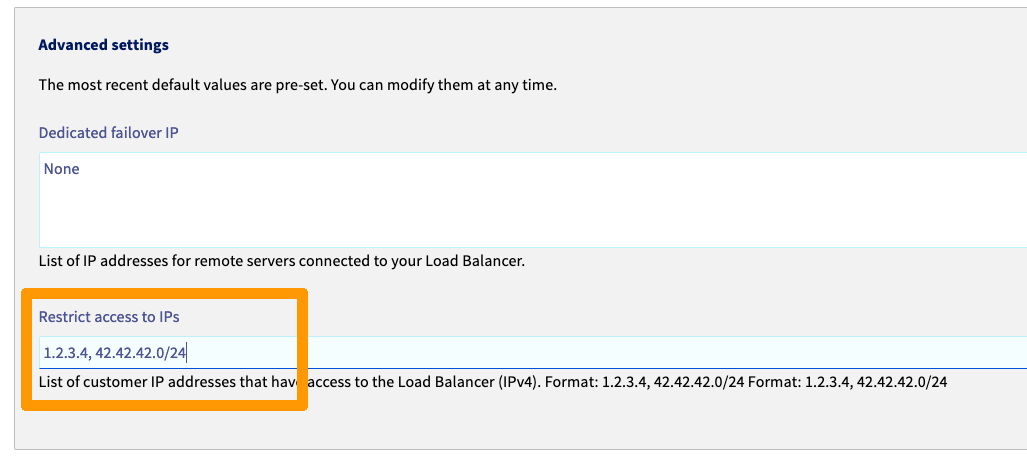 Advanced settings
The most recent default values are pre-set. You can modify them at any time.
Dedicated failover IP
None
List of IP addresses for remote servers connected to your Load Balancer.
Restrict access to IPs
1.2.3.4, 42.42.42.0/24
List of customer IP addresses that have access to the Load Balancer (IPv4). Format: 1.2.3.4, 42.42.42.0/24 Format: 1.2.3.4, 42.42.42.0/24